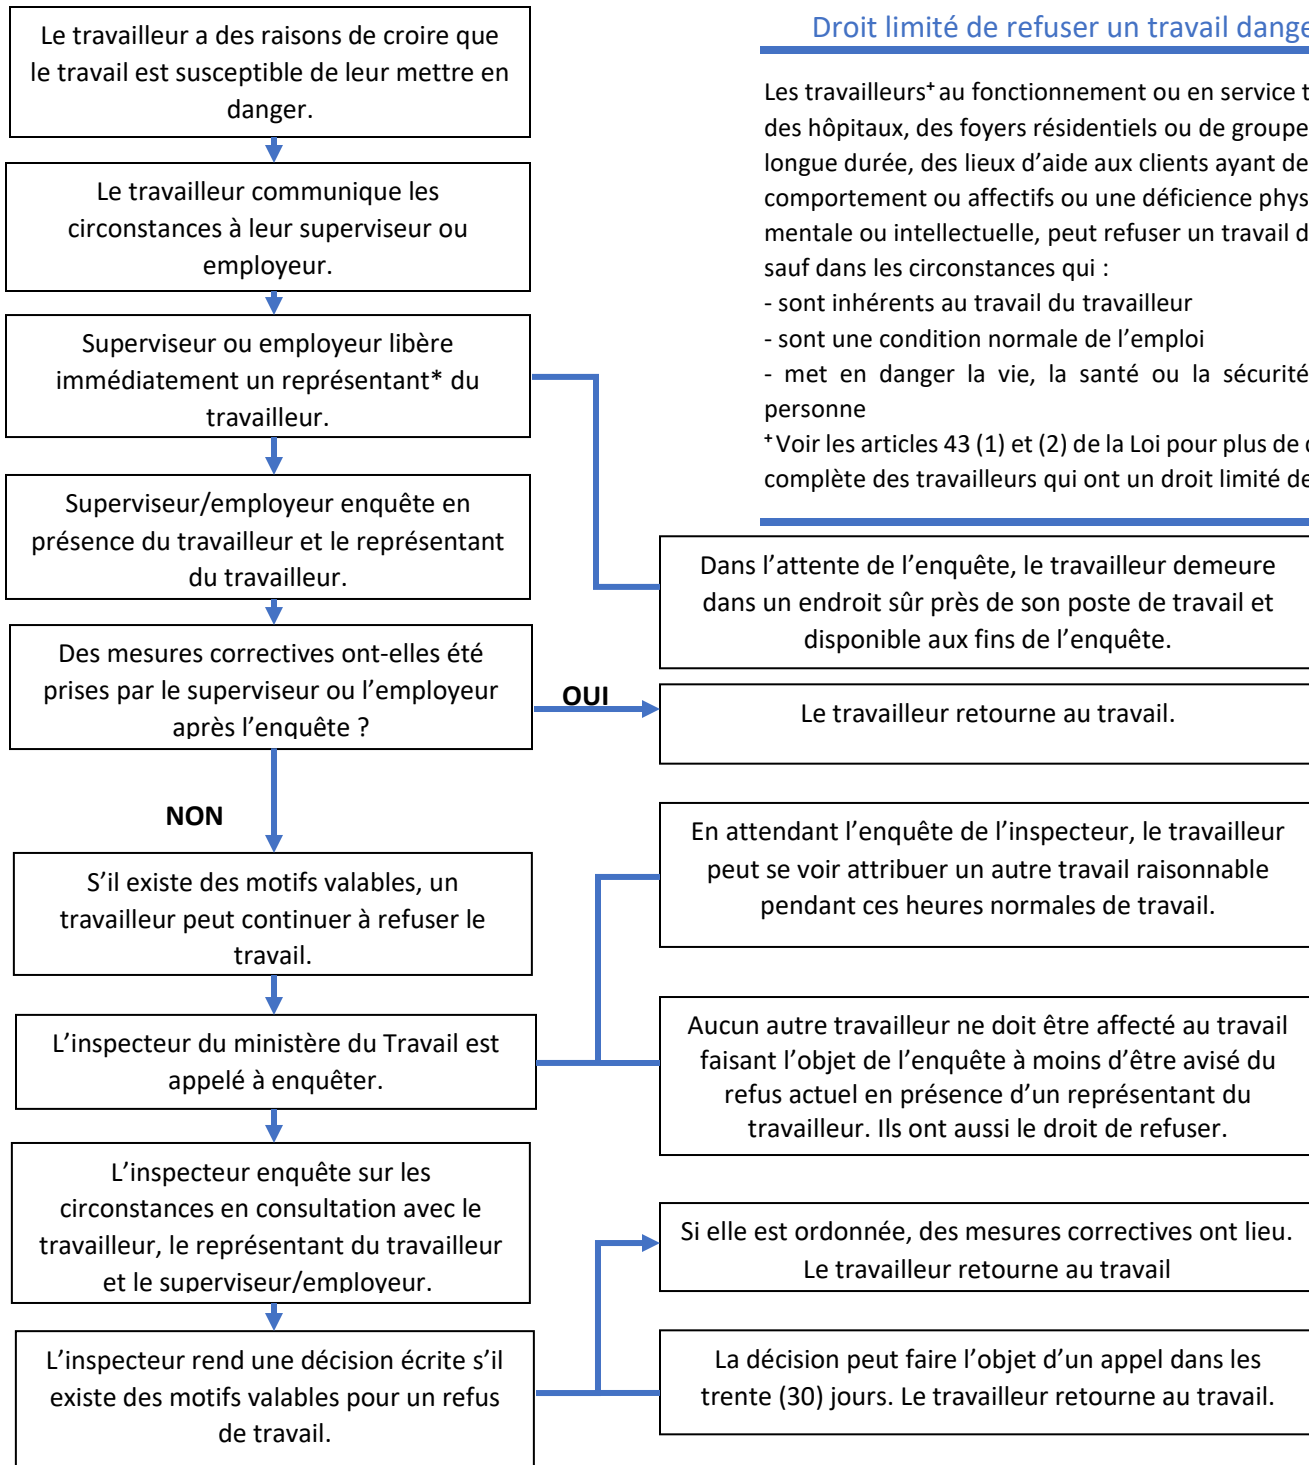 Le travailleur a des raisons de croire que
le travail est susceptible de leur mettre en
danger.
Le travailleur communique les
circonstances à leur superviseur ou
employeur.
Superviseur ou employeur libère
immédiatement un représentant* du
travailleur.
Superviseur/employeur enquête en
présence du travailleur et le représentant
du travailleur.
Des mesures correctives ont-elles été
prises par le superviseur ou l’employeur
après l’enquête ?
OUI
NON
S’il existe des motifs valables, un
travailleur peut continuer à refuser le
travail.
L’inspecteur du ministère du Travail est
appelé à enquêter.
L’inspecteur enquête sur les
circonstances en consultation avec le
travailleur, le représentant du travailleur
et le superviseur/employeur.
L’inspecteur rend une décision écrite s’il
existe des motifs valables pour un refus
de travail.
Droit limité de refuser un travail dange
Les travailleurs⁺ au fonctionnement ou en service t
des hôpitaux, des foyers résidentiels ou de groupe
longue durée, des lieux d’aide aux clients ayant de
comportement ou affectifs ou une déficience phys
mentale ou intellectuelle, peut refuser un travail d
sauf dans les circonstances qui :
- sont inhérents au travail du travailleur
- sont une condition normale de l’emploi
- met en danger la vie, la santé ou la sécurité
personne
⁺Voir les articles 43 (1) et (2) de la Loi pour plus de
complète des travailleurs qui ont un droit limité de
Dans l’attente de l’enquête, le travailleur demeure
dans un endroit sûr près de son poste de travail et
disponible aux fins de l’enquête.
Le travailleur retourne au travail.
En attendant l’enquête de l’inspecteur, le travailleur
peut se voir attribuer un autre travail raisonnable
pendant ces heures normales de travail.
Aucun autre travailleur ne doit être affecté au travail
faisant l’objet de l’enquête à moins d’être avisé du
refus actuel en présence d’un représentant du
travailleur. Ils ont aussi le droit de refuser.
Si elle est ordonnée, des mesures correctives ont lieu.
Le travailleur retourne au travail
La décision peut faire l’objet d’un appel dans les
trente (30) jours. Le travailleur retourne au travail.